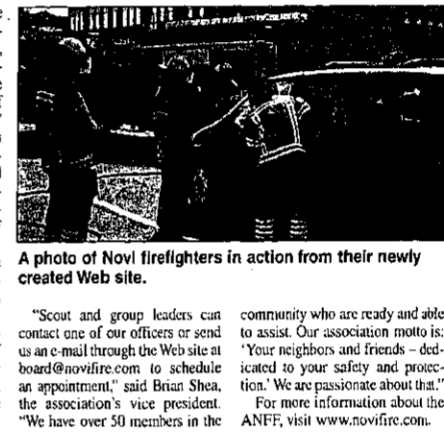 A photo of Novi firefighters in action from their newly
created Web site.
"Scout and group leaders can
contact one of our officers or send
us an e-mail through the Web site at
board@novifire.com to schedule
an appointment," said Brian Shea,
the association's vice president.
"We have over 50 members in the
community who are ready and able
to assist. Our association motto is:
'Your neighbors and friends – ded-
icated to your safety and protec-
tion.' We are passionate about that."
For more information about the
ANFF, visit www.novifire.com.